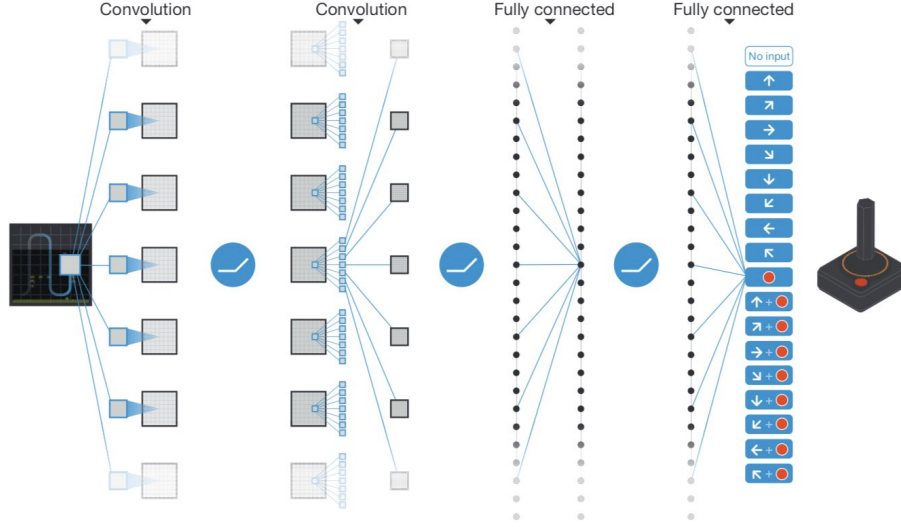 Convolution
Convolution
Fully connected
Fully connected
No input
+
+
+
+
+
+
+
+